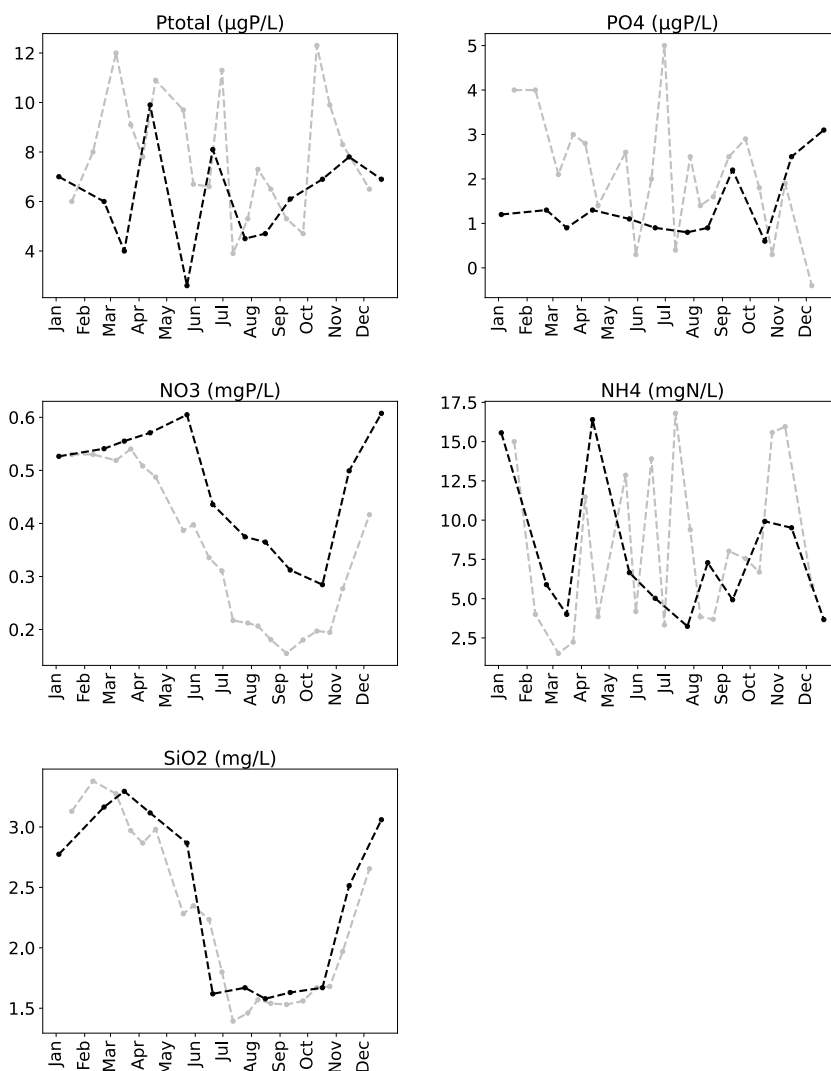 Ptotal (µgP/L)
12
10
8
6
4
Jan Feb Mar Apr May Jun Jul Aug Sep Oct Nov Dec
PO4 (µgP/L)
5
4
3
2
1
0
Jan Feb Mar Apr May Jun Jul Aug Sep Oct Nov Dec
NO3 (mgP/L)
0.6
0.5
0.4
0.3
0.2
Jan Feb Mar Apr May Jun Jul Aug Sep Oct Nov Dec
NH4 (mgN/L)
17.5
15.0
12.5
10.0
7.5
5.0
2.5
Jan Feb Mar Apr May Jun Jul Aug Sep Oct Nov Dec
SiO2 (mg/L)
3.0
2.5
2.0
1.5
Jan Feb Mar Apr May Jun Jul Aug Sep Oct Nov Dec